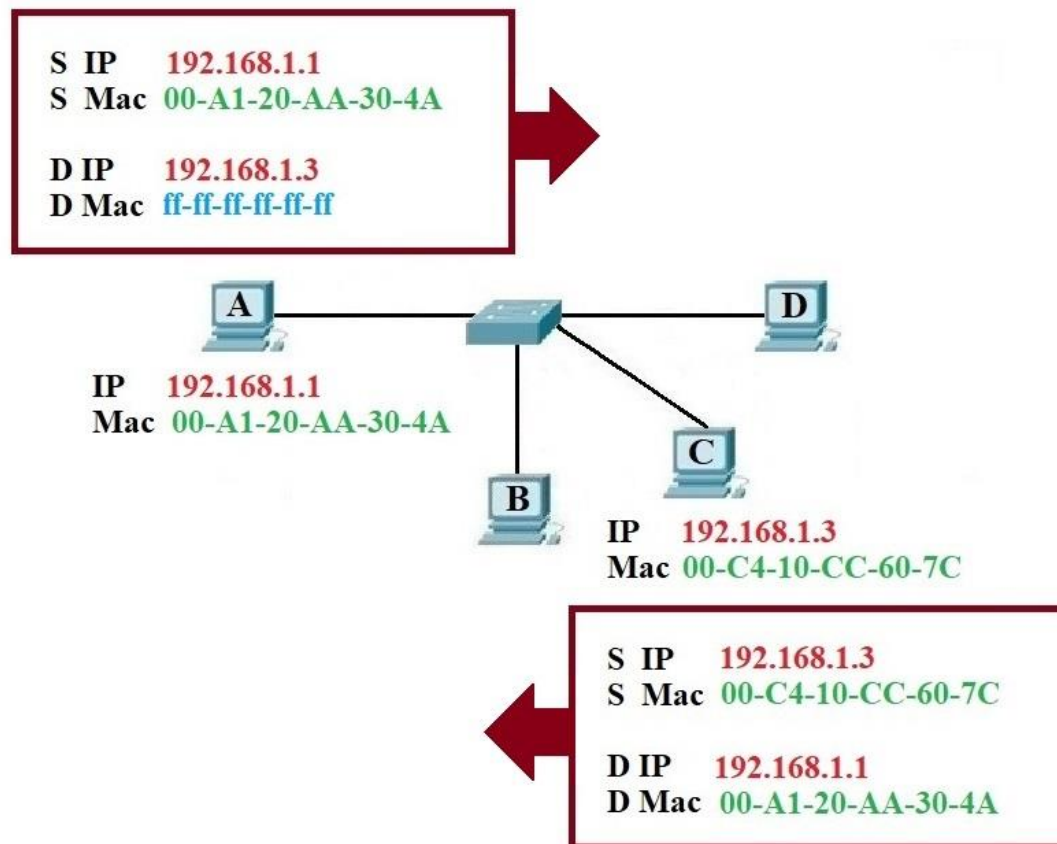 S IP 192.168.1.1
S Mac 00-A1-20-AA-30-4A
D IP 192.168.1.3
D Mac ff-ff-ff-ff-ff-ff
A
D
IP 192.168.1.1
Mac 00-A1-20-AA-30-4A
C
B
IP 192.168.1.3
Mac 00-C4-10-CC-60-7C
S IP 192.168.1.3
S Mac 00-C4-10-CC-60-7C
D IP 192.168.1.1
D Mac 00-A1-20-AA-30-4A